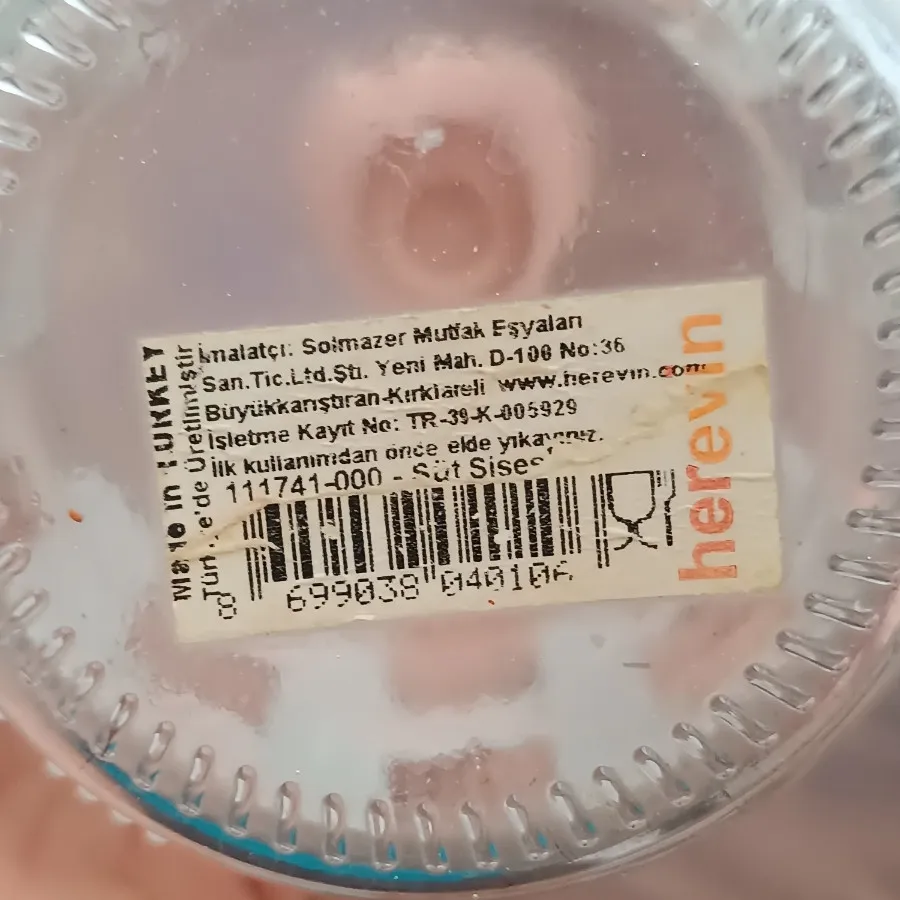 İmalatçı: Solmazer Mutfak Eşyaları
San.Tic.Ltd.Şti. Yeni Mah. D-100 No:36
Büyükkarıştıran-Kırklareli www.herevin.com
İşletme Kayıt No: TR-39-K-005929
İlk kullanımdan önce elde yıkayınız.
111741-000 - Süt Şişesi
8 699038 040106
Made in TURKEY
Türkiye'de Üretilmiştir
herevin